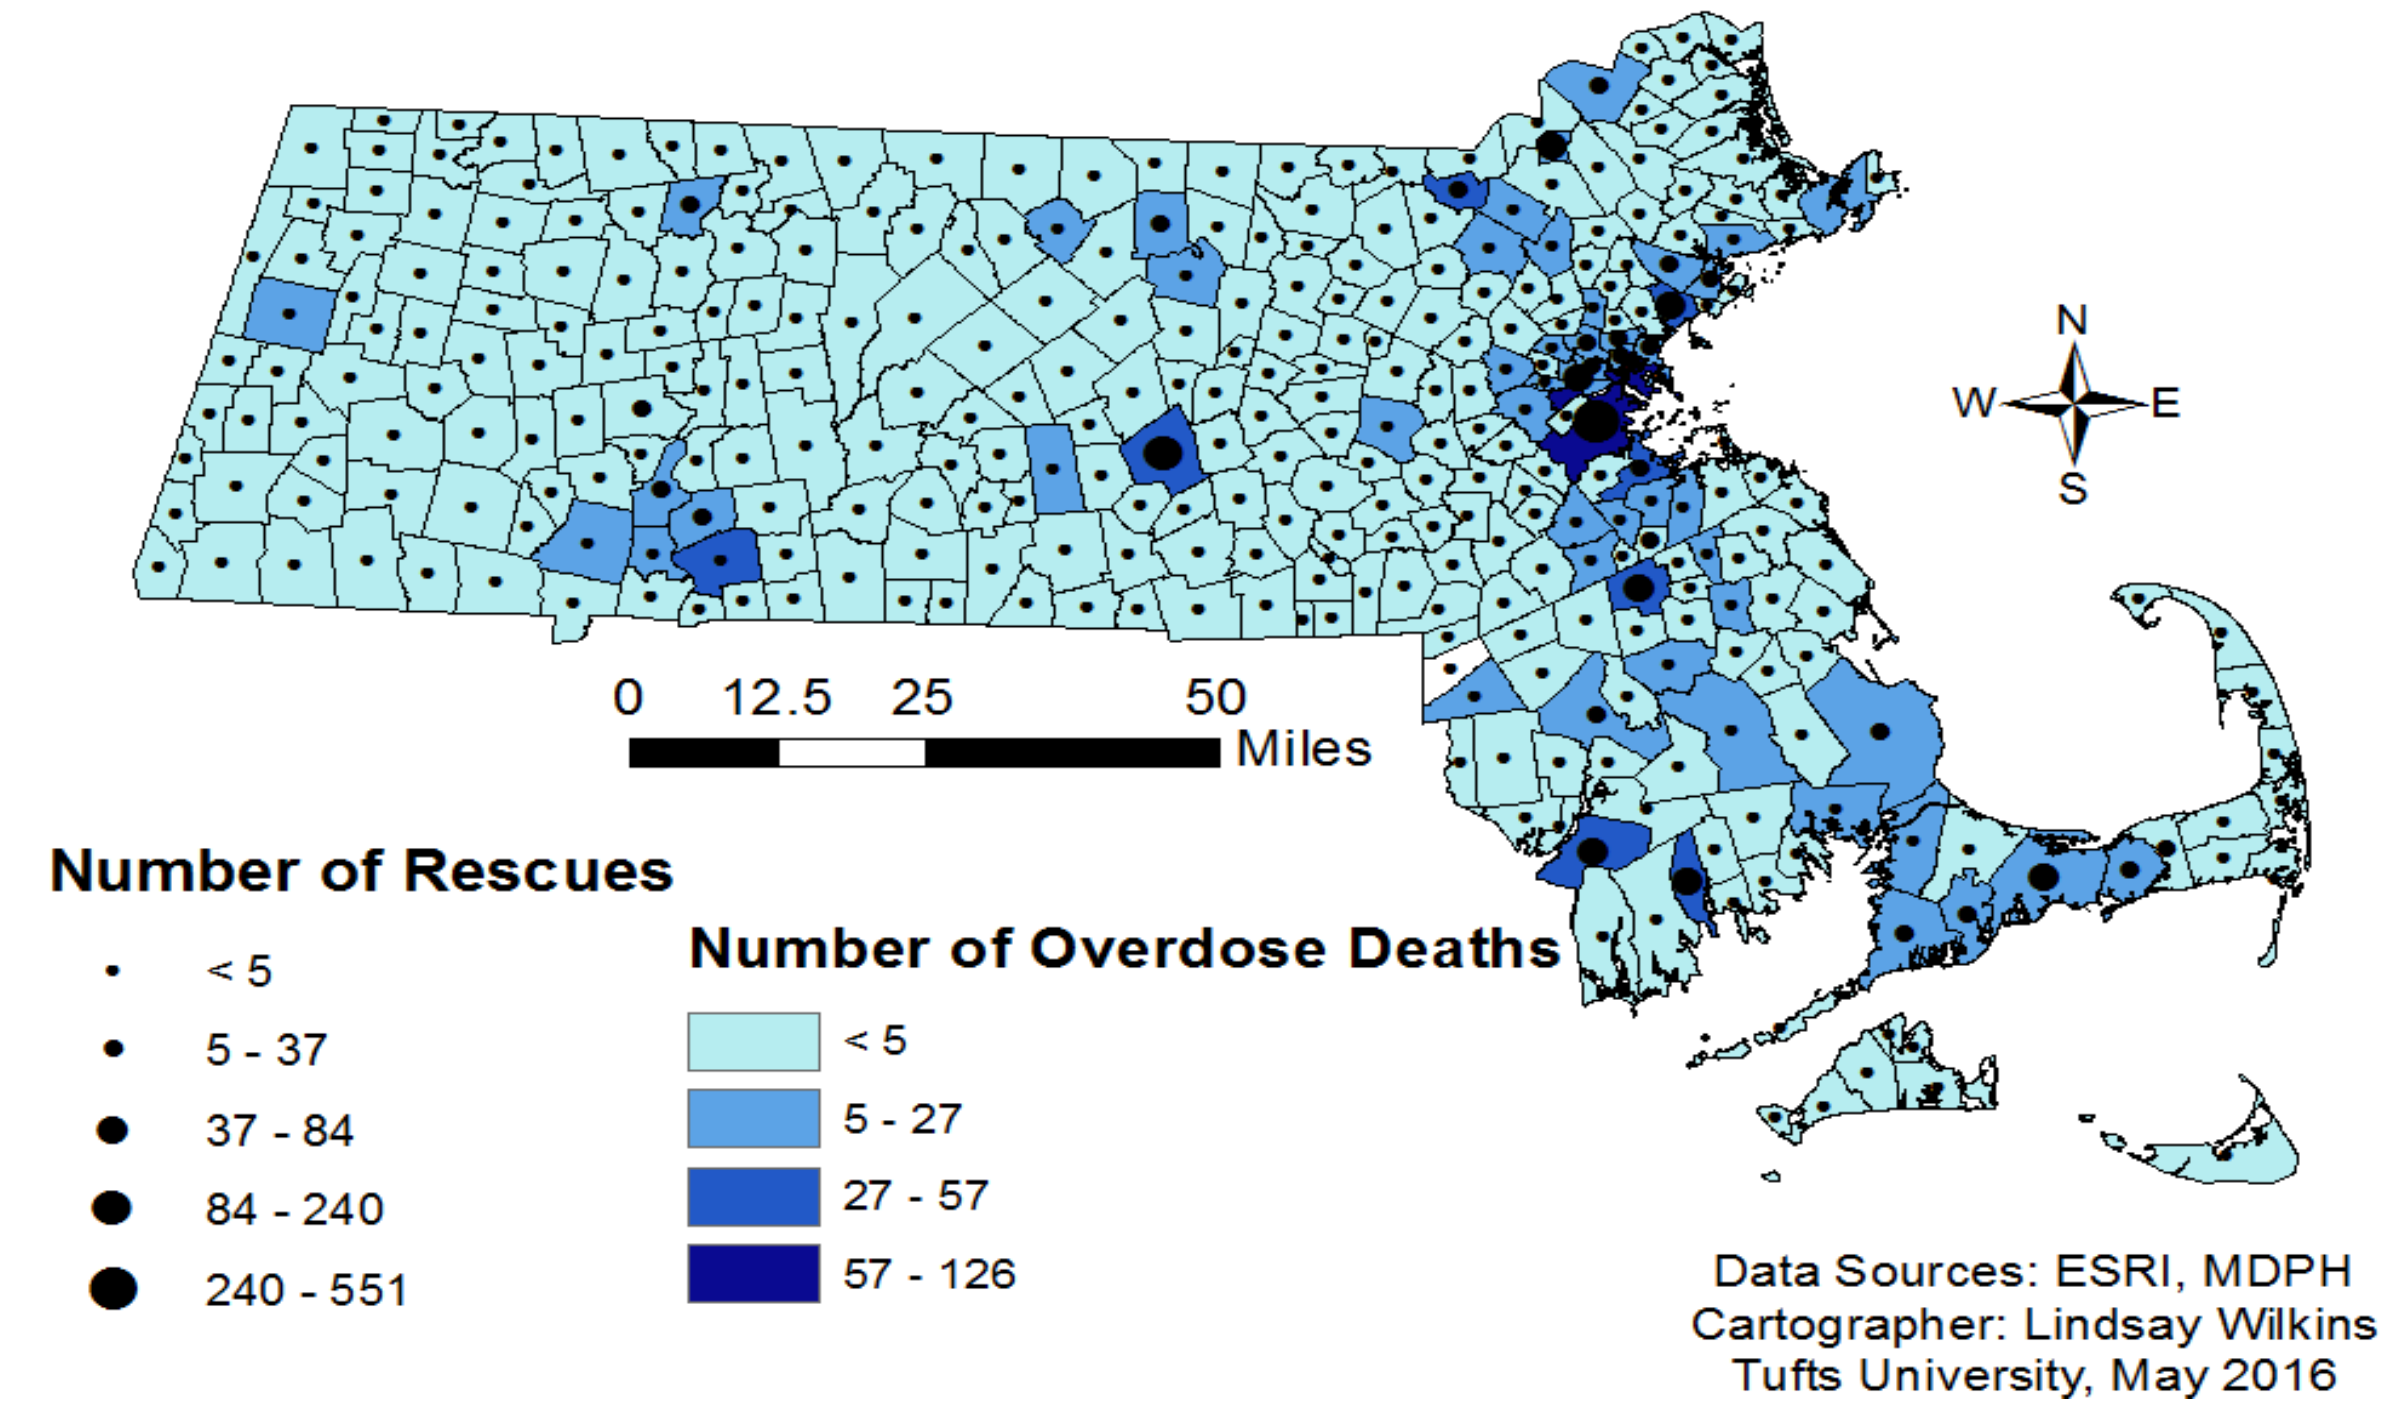 N
W E
S
0 12.5 25 50
Miles
Number of Rescues
< 5
5 - 37
37 - 84
84 - 240
240 - 551
Number of Overdose Deaths
< 5
5 - 27
27 - 57
57 - 126
Data Sources: ESRI, MDPH
Cartographer: Lindsay Wilkins
Tufts University, May 2016